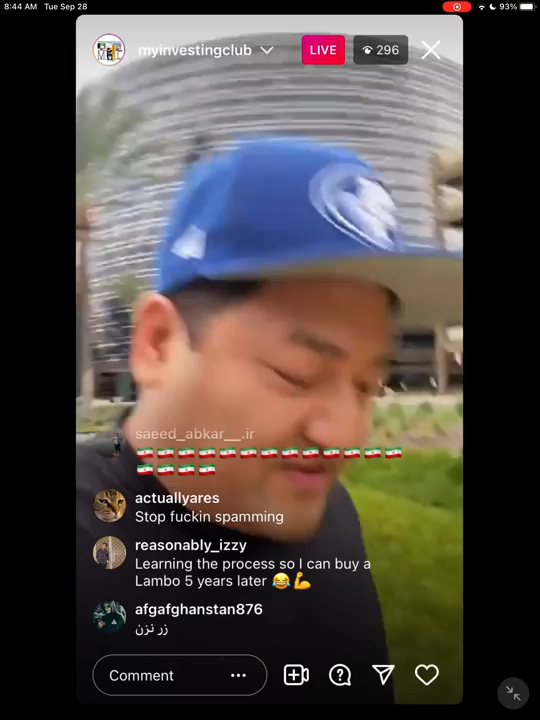 8:44 AM Tue Sep 28
93%
myinvestingclub
LIVE
296
saeed_abkar__.ir
🇮🇷🇮🇷🇮🇷🇮🇷🇮🇷🇮🇷🇮🇷🇮🇷🇮🇷🇮🇷🇮🇷🇮🇷🇮🇷
🇮🇷🇮🇷🇮🇷🇮🇷
actuallyares
Stop fuckin spamming
reasonably_izzy
Learning the process so I can buy a
Lambo 5 years later 😂💪
afgafghanstan876
زر نزن
Comment